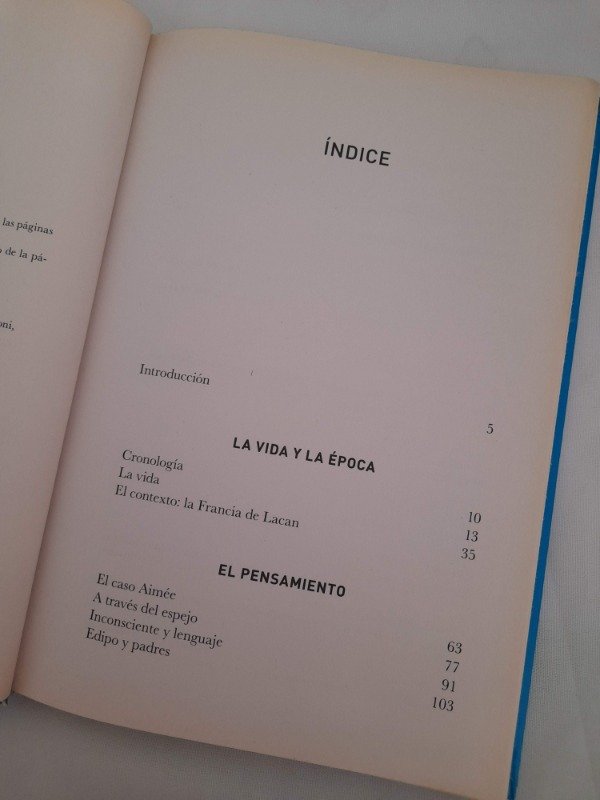 las páginas
de la pá-
oni,
ÍNDICE
Introducción 5
LA VIDA Y LA ÉPOCA
Cronología 10
La vida 13
El contexto: la Francia de Lacan 35
EL PENSAMIENTO
El caso Aimée 63
A través del espejo 77
Inconsciente y lenguaje 91
Edipo y padres 103